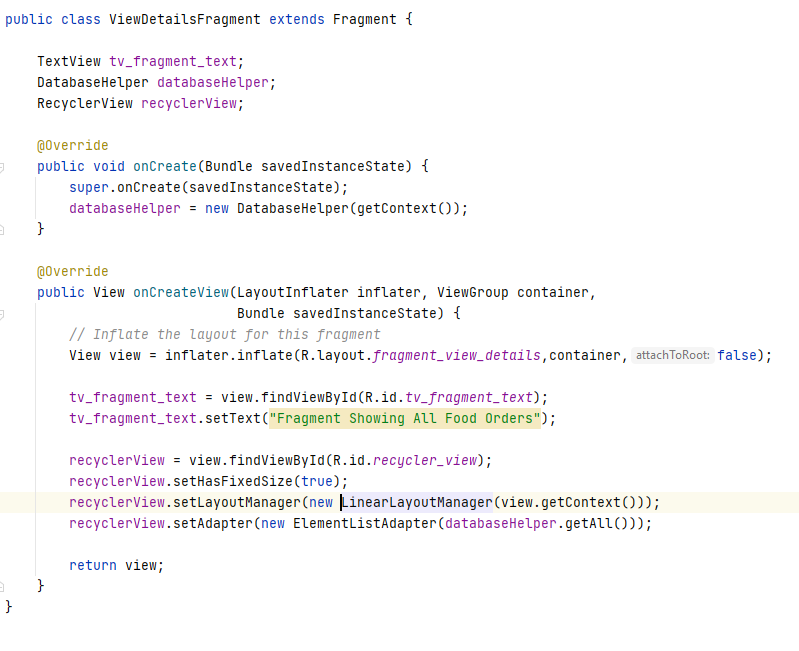 public class ViewDetailsFragment extends Fragment {
TextView tv_fragment_text;
DatabaseHelper databaseHelper;
RecyclerView recyclerView;
@Override
public void onCreate(Bundle savedInstanceState) {
super.onCreate(savedInstanceState);
databaseHelper = new DatabaseHelper(getContext());
}
@Override
public View onCreateView(LayoutInflater inflater, ViewGroup container,
Bundle savedInstanceState) {
// Inflate the layout for this fragment
View view = inflater.inflate(R.layout.fragment_view_details,container, attachToRoot: false);
tv_fragment_text = view.findViewById(R.id.tv_fragment_text);
tv_fragment_text.setText("Fragment Showing All Food Orders");
recyclerView = view.findViewById(R.id.recycler_view);
recyclerView.setHasFixedSize(true);
recyclerView.setLayoutManager(new LinearLayoutManager(view.getContext()));
recyclerView.setAdapter(new ElementListAdapter(databaseHelper.getAll()));
return view;
}
}